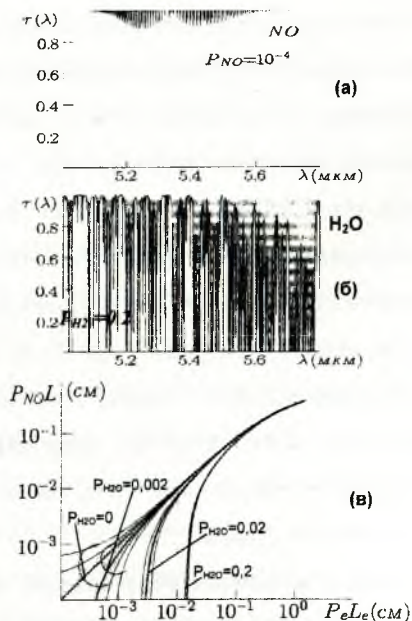 τ(λ)
NO
0.8
P_NO=10⁻⁴
0.6
(а)
0.4
0.2
5.2 5.4 5.6
λ(мкм)
τ(λ)
H₂O
0.8
0.6
(б)
0.4
0.2
5.2 5.4 5.6
λ(мкм)
P_NO L (см)
10⁻¹
10⁻²
(в)
P_H2O=0,002
P_H2O=0
P_H2O=0,02
10⁻³
P_H2O=0,2
10⁻³ 10⁻² 10⁻¹ 10⁰
P_e L_e (см)